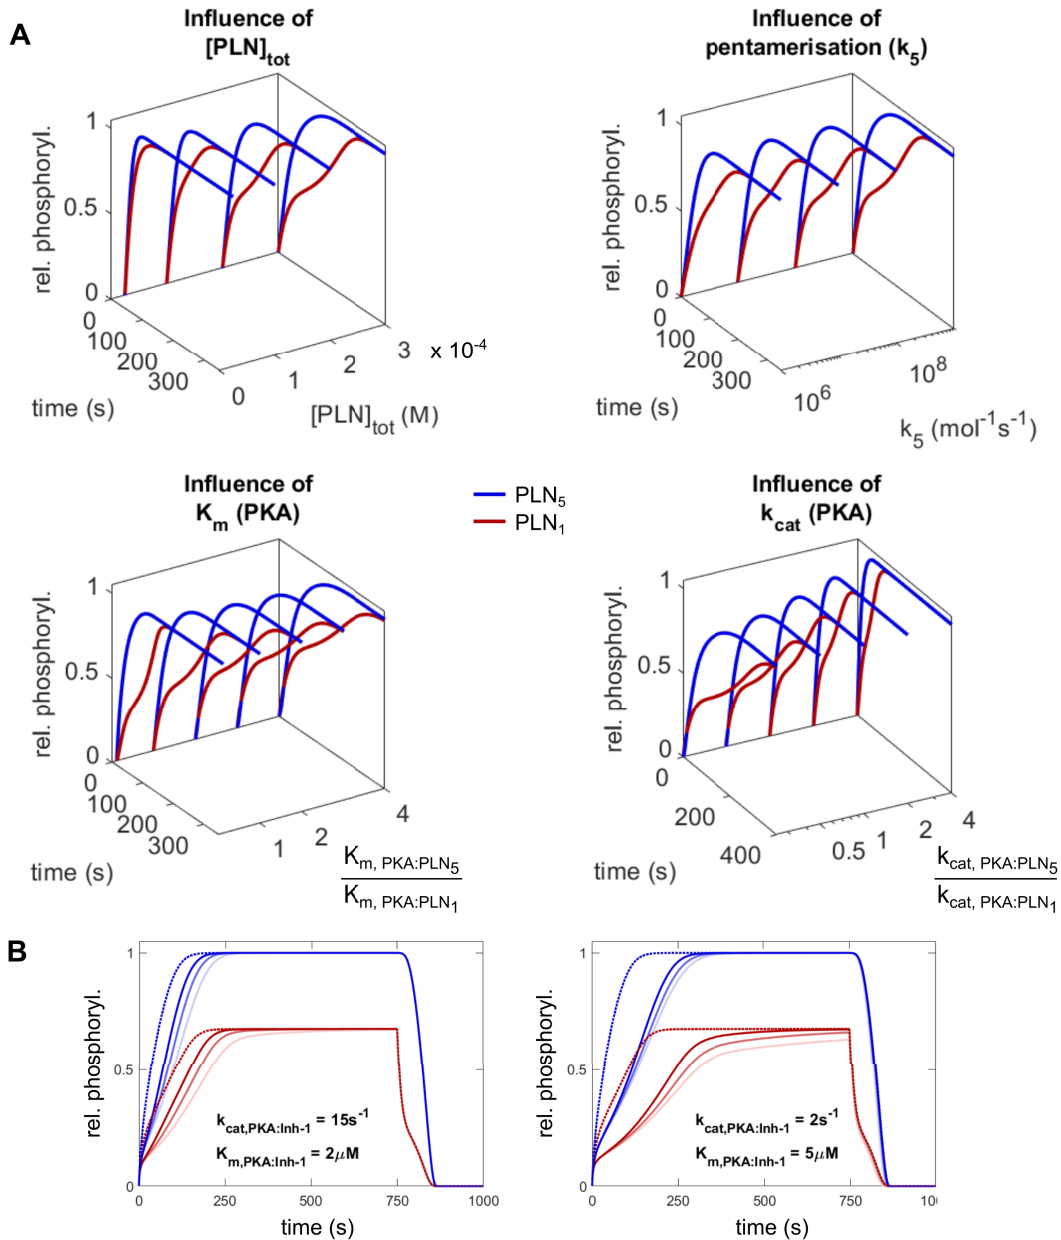 A
Influence of
[PLN]tot
rel. phosphoryl.
1
0.5
0
0
100
200
300
time (s)
0
1
2
3
x 10-4
[PLN]tot (M)
Influence of
pentamerisation (k5)
rel. phosphoryl.
1
0.5
0
0
100
200
300
time (s)
10^6
10^8
k5 (mol-1s-1)
Influence of
Km (PKA)
rel. phosphoryl.
1
0.5
0
0
100
200
300
time (s)
1
2
4
Km, PKA:PLN5
Km, PKA:PLN1
PLN5
PLN1
Influence of
kcat (PKA)
rel. phosphoryl.
1
0.5
0
0
200
400
time (s)
0.5
1
2
4
kcat, PKA:PLN5
kcat, PKA:PLN1
B
rel. phosphoryl.
1
0.5
0
kcat,PKA:Inh-1 = 15s-1
Km,PKA:Inh-1 = 2μM
0 250 500 750 1000
time (s)
rel. phosphoryl.
1
0.5
0
kcat,PKA:Inh-1 = 2s-1
Km,PKA:Inh-1 = 5μM
0 250 500 750 10
time (s)